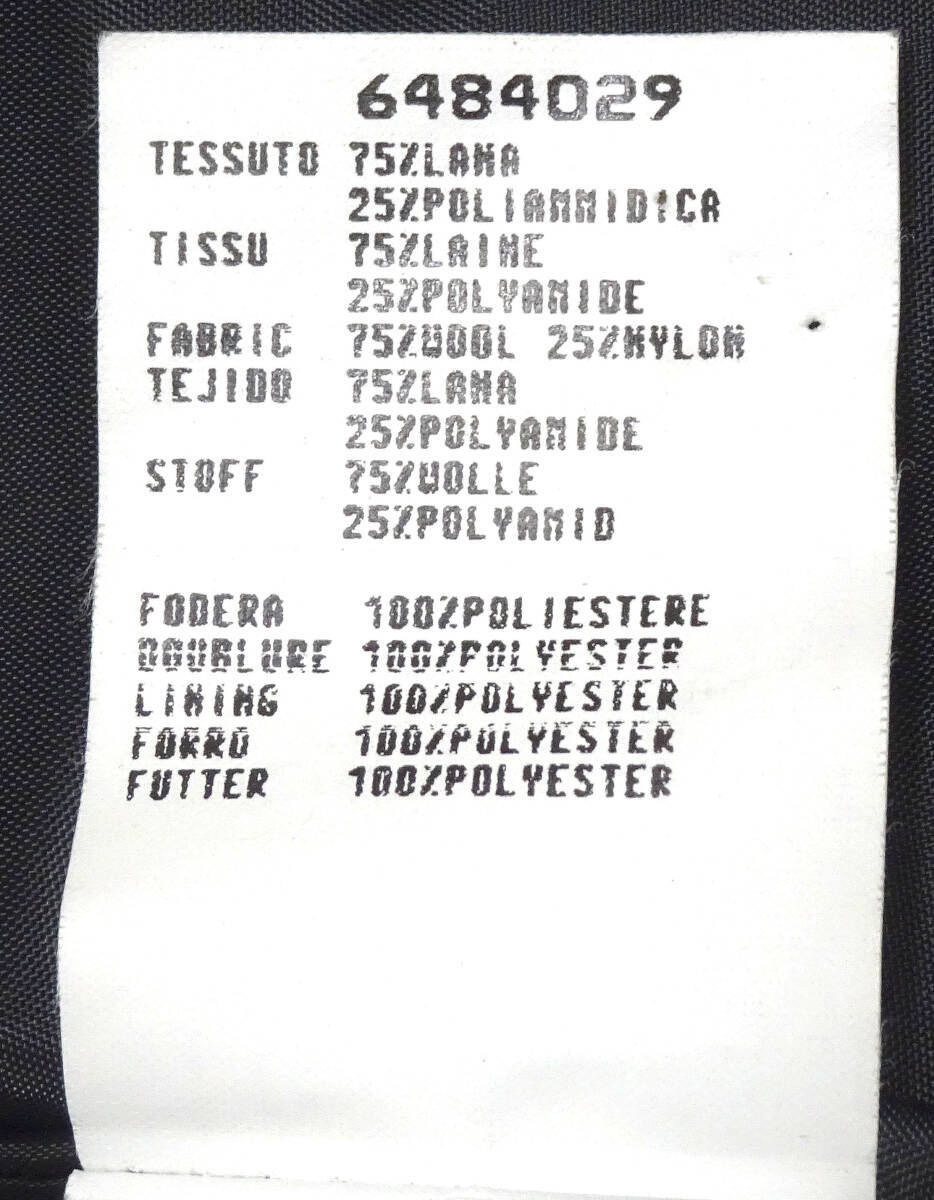 6484029
TESSUTO 75%LANA
25%POLIAMMIDICA
TISSU 75%LAINE
25%POLYAMIDE
FABRIC 75%WOOL 25%NYLON
TEJIDO 75%LANA
25%POLYAMIDE
STOFF 75%WOLLE
25%POLYAMID
FODERA 100%POLIESTERE
DOUBLURE 100%POLYESTER
LINING 100%POLYESTER
FORRO 100%POLYESTER
FUTTER 100%POLYESTER